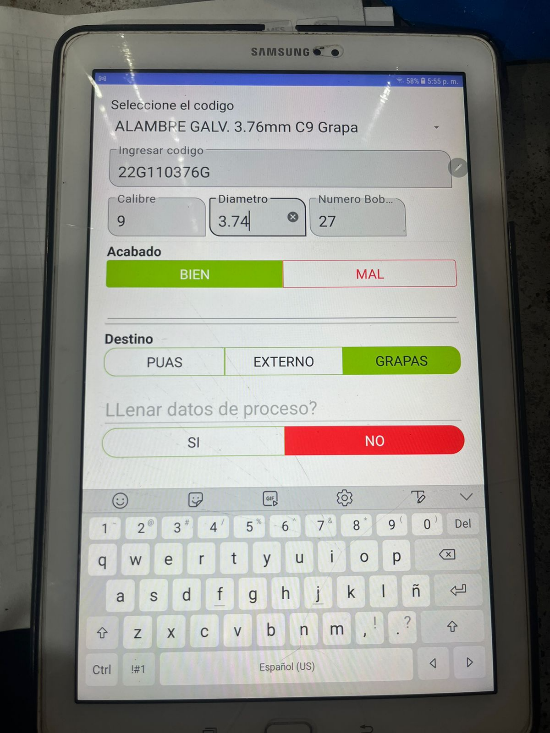 SAMSUNG
58% 5:55 p. m.
Seleccione el codigo
ALAMBRE GALV. 3.76mm C9 Grapa
Ingresar codigo
22G110376G
Calibre Diametro Numero Bob...
9 3.74 27
Acabado
BIEN MAL
Destino
PUAS EXTERNO GRAPAS
LLenar datos de proceso?
SI NO
GIF
1 2 @ 3 # 4 / 5 % 6 ^ 7 & 8 * 9 ( 0 ) Del
q w e r t y u i o p
a s d f g h j k l ñ
z x c v b n m , ! . ?
Ctrl !#1 Español (US)